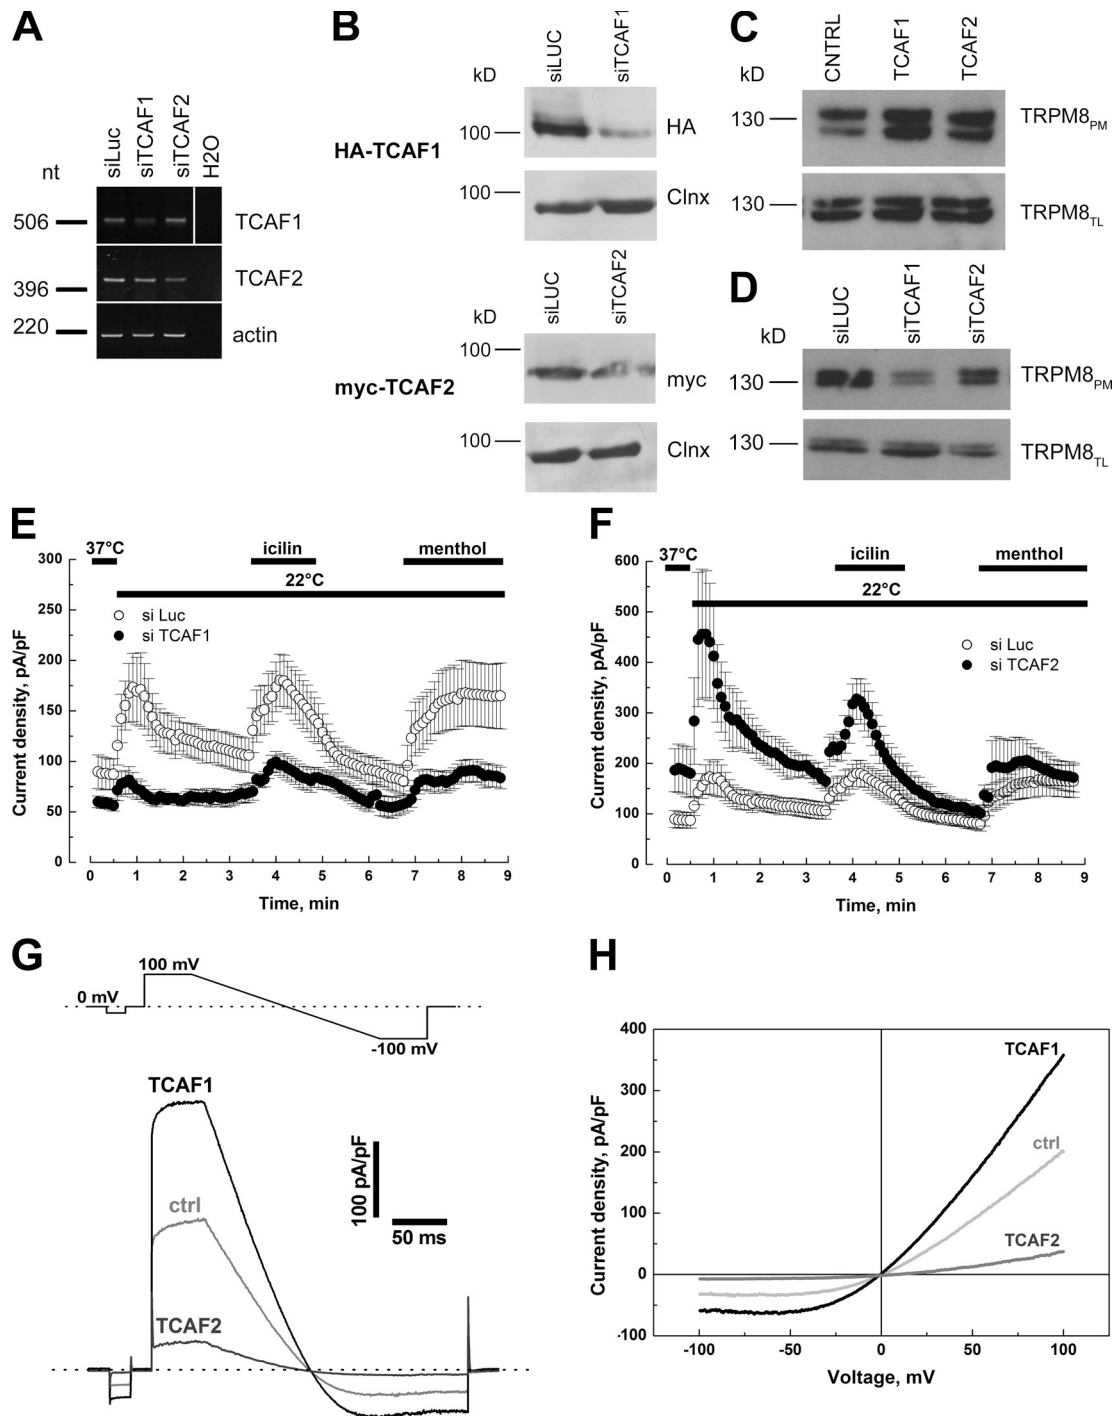 A
siLuc
siTCAF1
siTCAF2
H2O
nt
506
396
220
TCAF1
TCAF2
actin
B
siLUC
siTCAF1
kD
HA-TCAF1
100
HA
100
Clnx
siLUC
siTCAF2
kD
myc-TCAF2
100
myc
100
Clnx
C
CNTRL
TCAF1
TCAF2
kD
130
TRPM8PM
130
TRPM8TL
D
siLUC
siTCAF1
siTCAF2
kD
130
TRPM8PM
130
TRPM8TL
E
37°C
icilin
menthol
22°C
si Luc
si TCAF1
Current density, pA/pF
300
250
200
150
100
50
0
0 1 2 3 4 5 6 7 8 9
Time, min
F
37°C
icilin
menthol
22°C
si Luc
si TCAF2
Current density, pA/pF
600
500
400
300
200
100
0
0 1 2 3 4 5 6 7 8 9
Time, min
G
100 mV
0 mV
-100 mV
TCAF1
ctrl
TCAF2
100 pA/pF
50 ms
H
TCAF1
ctrl
TCAF2
Current density, pA/pF
400
300
200
100
0
-100
-100 -50 0 50 100
Voltage, mV